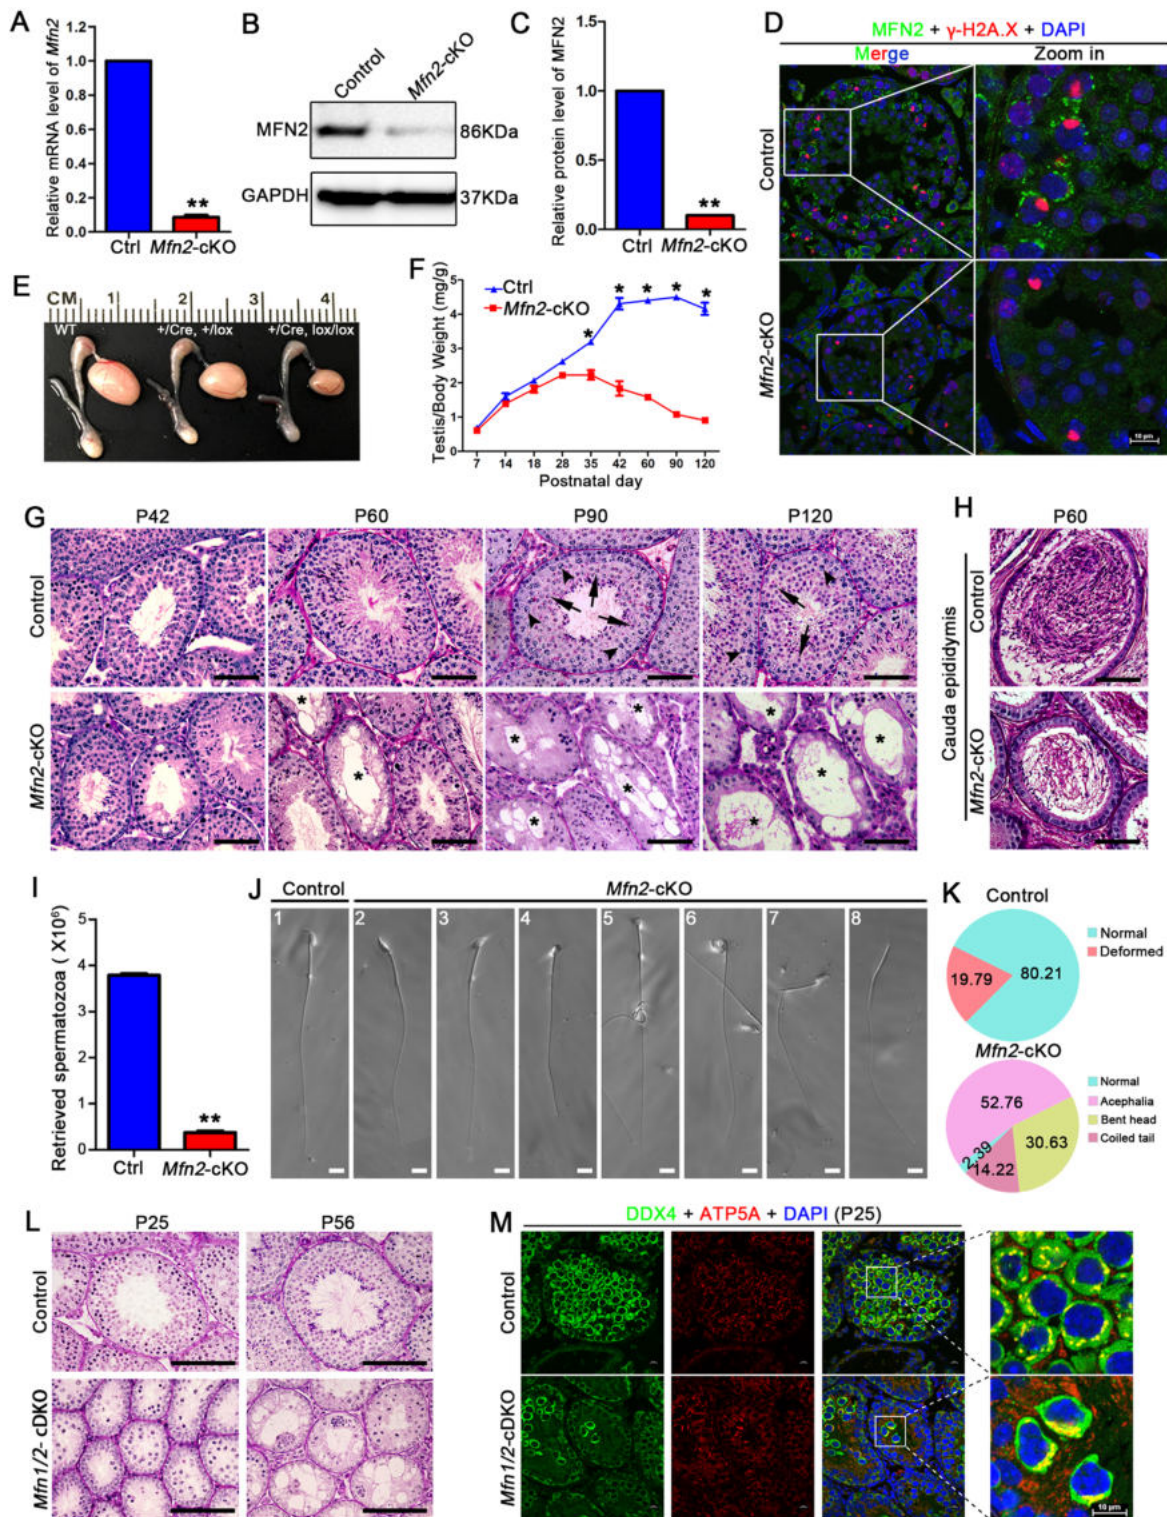 A
Relative mRNA level of Mfn2
1.2
1.0
0.8
0.6
0.4
0.2
0.0
**
Ctrl
Mfn2-cKO
B
Control
Mfn2-cKO
MFN2
86KDa
GAPDH
37KDa
C
Relative protein level of MFN2
1.5
1.0
0.5
0.0
**
Ctrl
Mfn2-cKO
D
MFN2 + γ-H2A.X + DAPI
Merge
Zoom in
Control
Mfn2-cKO
10 μm
E
CM 1 2 3 4
WT
+/Cre, +/lox
+/Cre, lox/lox
F
Testis/Body Weight (mg/g)
5
4
3
2
1
0
Ctrl
Mfn2-cKO
* * * * *
7 14 18 28 35 42 60 90 120
Postnatal day
G
P42
P60
P90
P120
Control
Mfn2-cKO
* *
* * * *
* * * *
H
P60
Cauda epididymis
Control
Mfn2-cKO
I
Retrieved spermatozoa ( X10⁶)
5
4
3
2
1
0
**
Ctrl
Mfn2-cKO
J
Control
Mfn2-cKO
1 2 3 4 5 6 7 8
K
Control
Normal
Deformed
19.79
80.21
Mfn2-cKO
Normal
Acephalia
Bent head
Coiled tail
52.76
30.63
2.39
14.22
L
P25
P56
Control
Mfn1/2- cDKO
M
DDX4 + ATP5A + DAPI (P25)
Control
Mfn1/2-cDKO
10 μm